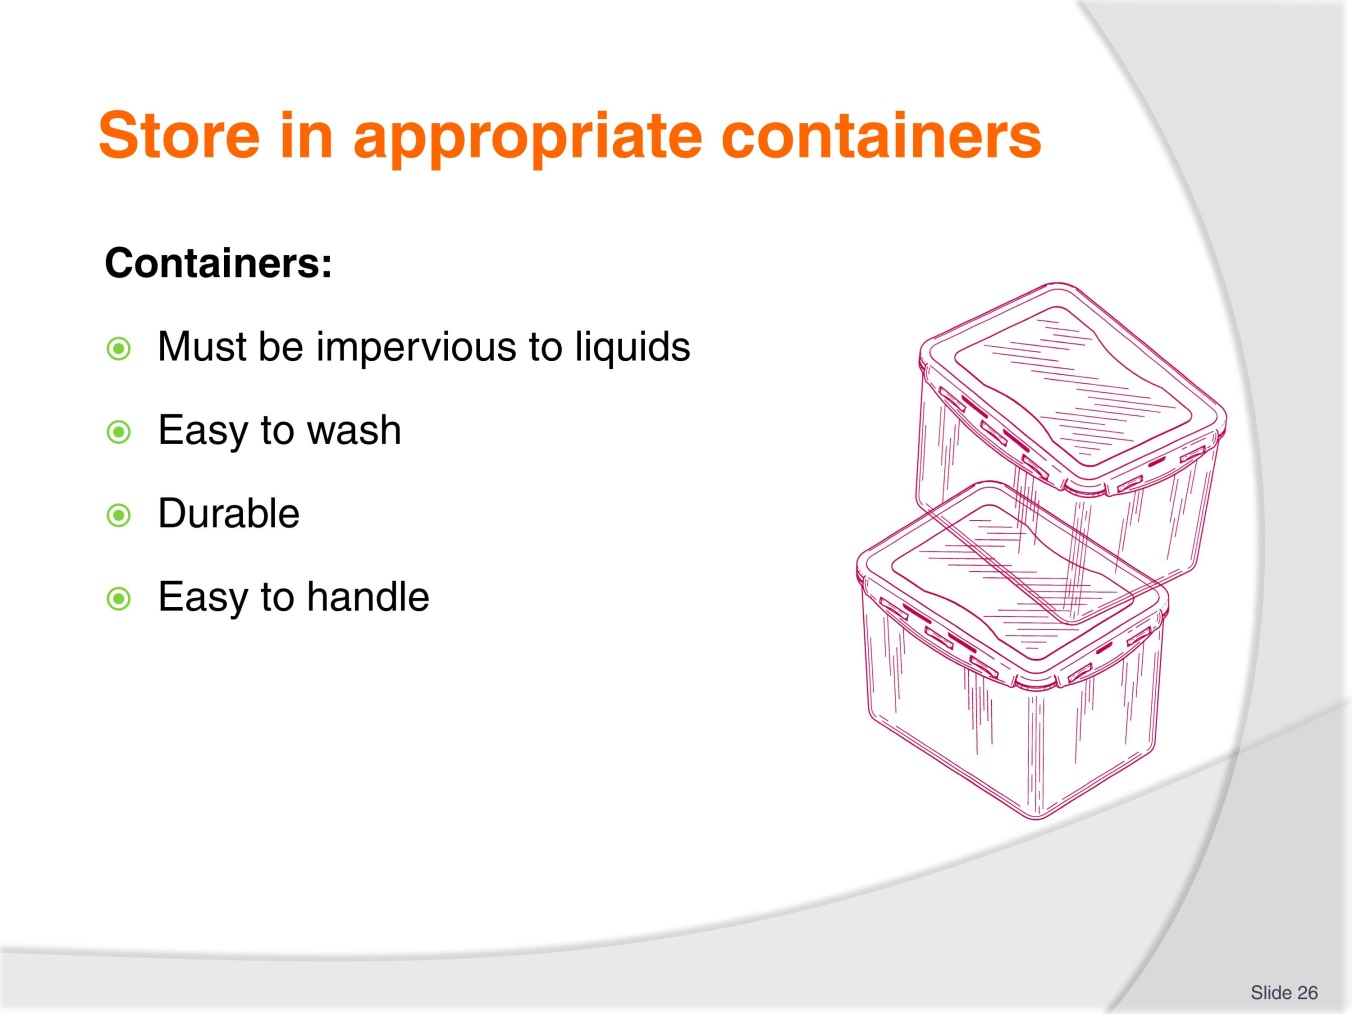 Store in appropriate containers
Containers:
Must be impervious to liquids
Easy to wash
Durable
Easy to handle
Slide 26